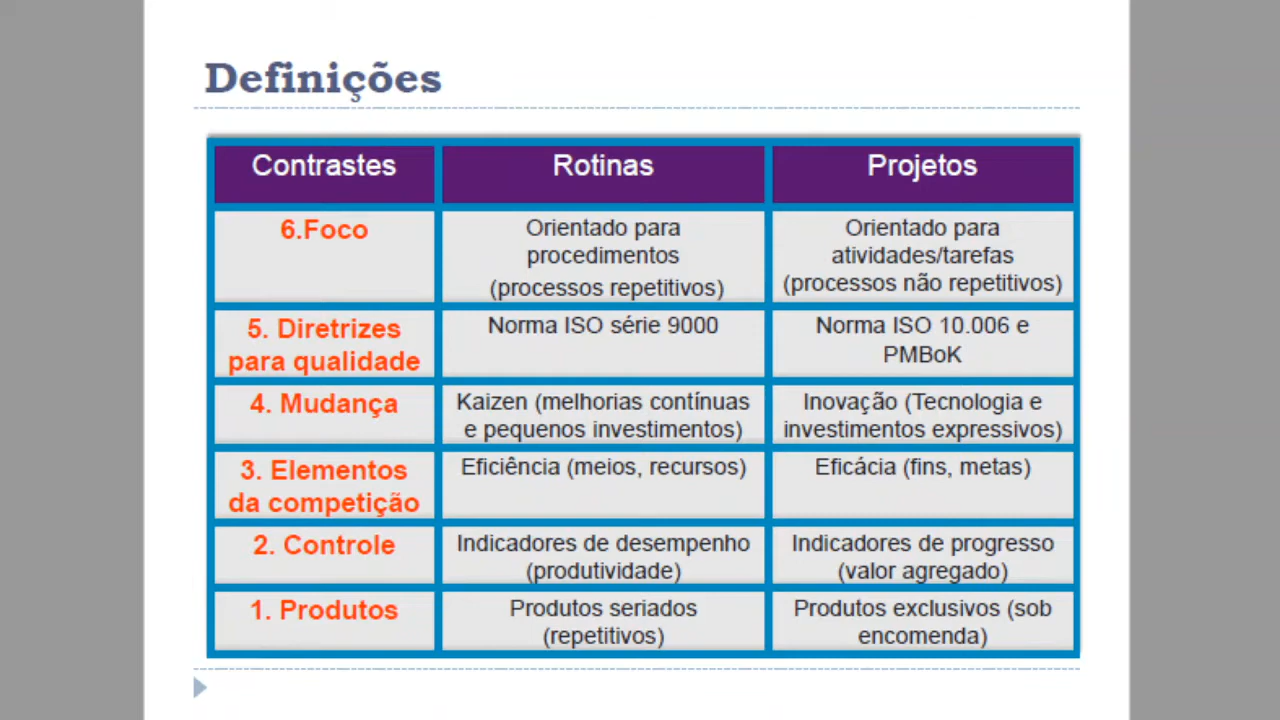 Definições
Contrastes
Rotinas
Projetos
6.Foco
Orientado para
procedimentos
(processos repetitivos)
Orientado para
atividades/tarefas
(processos não repetitivos)
5. Diretrizes
para qualidade
Norma ISO série 9000
Norma ISO 10.006 e
PMBoK
4. Mudança
Kaizen (melhorias contínuas
e pequenos investimentos)
Inovação (Tecnologia e
investimentos expressivos)
3. Elementos
da competição
Eficiência (meios, recursos)
Eficácia (fins, metas)
2. Controle
Indicadores de desempenho
(produtividade)
Indicadores de progresso
(valor agregado)
1. Produtos
Produtos seriados
(repetitivos)
Produtos exclusivos (sob
encomenda)